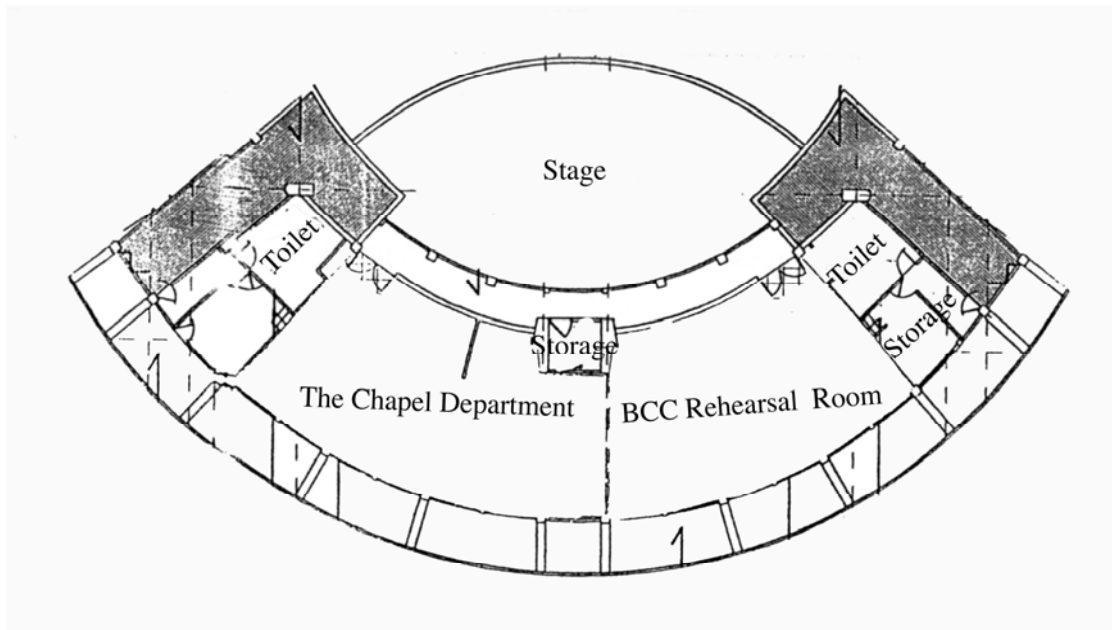 Stage
Toilet
Toilet
Storage
Storage
The Chapel Department
BCC Rehearsal Room